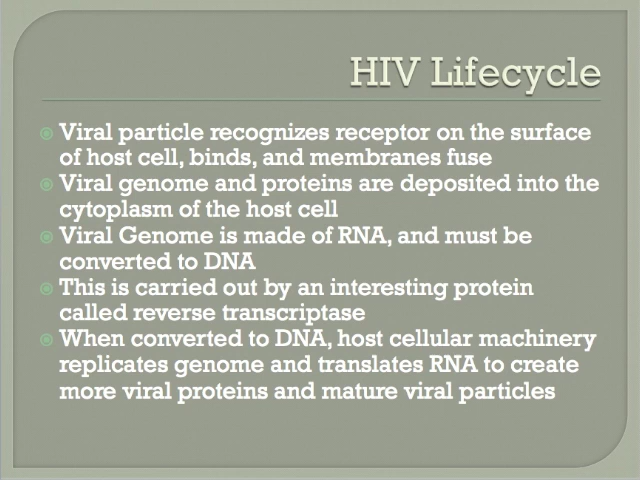 HIV Lifecycle
Viral particle recognizes receptor on the surface
of host cell, binds, and membranes fuse
Viral genome and proteins are deposited into the
cytoplasm of the host cell
Viral Genome is made of RNA, and must be
converted to DNA
This is carried out by an interesting protein
called reverse transcriptase
When converted to DNA, host cellular machinery
replicates genome and translates RNA to create
more viral proteins and mature viral particles